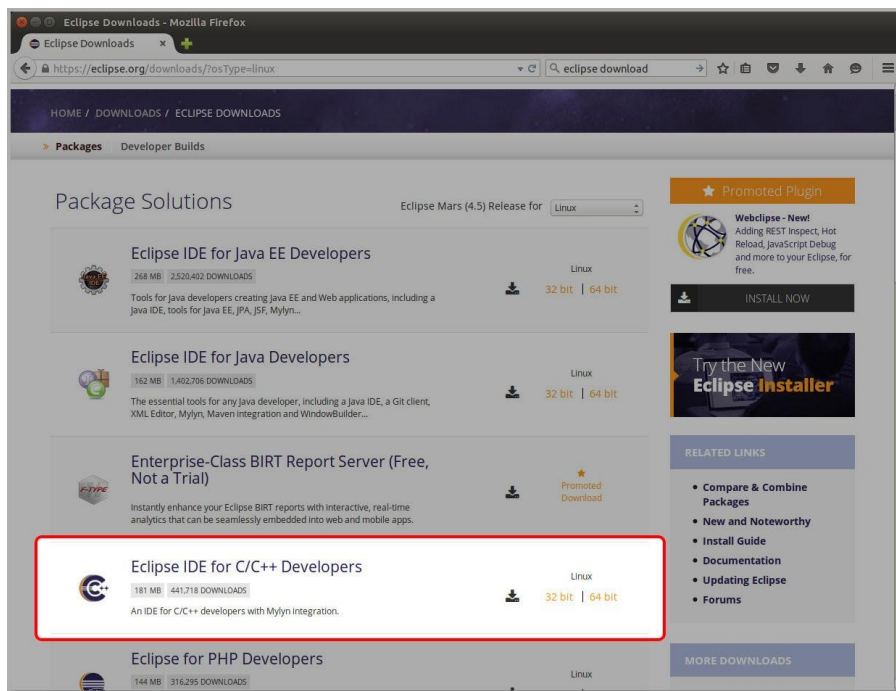 Eclipse Downloads - Mozilla Firefox
Eclipse Downloads
https://eclipse.org/downloads/?osType=linux
eclipse download
HOME / DOWNLOADS / ECLIPSE DOWNLOADS
» Packages
Developer Builds
Package Solutions
Eclipse Mars (4.5) Release for
Linux
Eclipse IDE for Java EE Developers
268 MB 2,520,402 DOWNLOADS
Tools for Java developers creating Java EE and Web applications, including a
Java IDE, tools for Java EE, JPA, JSF, Mylyn...
Linux
32 bit | 64 bit
Eclipse IDE for Java Developers
162 MB 1,402,706 DOWNLOADS
The essential tools for any Java developer, including a Java IDE, a Git client,
XML Editor, Mylyn, Maven integration and WindowBuilder...
Linux
32 bit | 64 bit
F-TYPE
Enterprise-Class BIRT Report Server (Free,
Not a Trial)
Instantly enhance your Eclipse BIRT reports with interactive, real-time
analytics that can be seamlessly embedded into web and mobile apps.
Promoted
Download
C++
Eclipse IDE for C/C++ Developers
181 MB 441,718 DOWNLOADS
An IDE for C/C++ developers with Mylyn integration.
Linux
32 bit | 64 bit
Eclipse for PHP Developers
144 MB 316,295 DOWNLOADS
Linux
Promoted Plugin
Webclipse - New!
Adding REST Inspect, Hot
Reload, JavaScript Debug
and more to your Eclipse, for
free.
INSTALL NOW
Try the New
Eclipse Installer
RELATED LINKS
• Compare & Combine
Packages
• New and Noteworthy
• Install Guide
• Documentation
• Updating Eclipse
• Forums
MORE DOWNLOADS